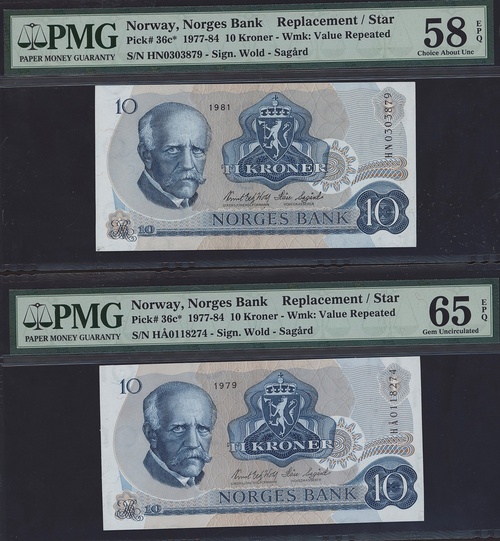 PMG
PAPER MONEY GUARANTY
Norway, Norges Bank Replacement / Star
Pick# 36c* 1977-84 10 Kroner - Wmk: Value Repeated
S/N HN0303879 - Sign. Wold - Sagård
58 EPQ
Choice About Unc
10
1981
TI KRONER
HN0303879
NORGES BANK
10
10
PMG
PAPER MONEY GUARANTY
Norway, Norges Bank Replacement / Star
Pick# 36c* 1977-84 10 Kroner - Wmk: Value Repeated
S/N HÅ0118274 - Sign. Wold - Sagård
65 EPQ
Gem Uncirculated
10
1979
TI KRONER
HÅ0118274
NORGES BANK
10
10